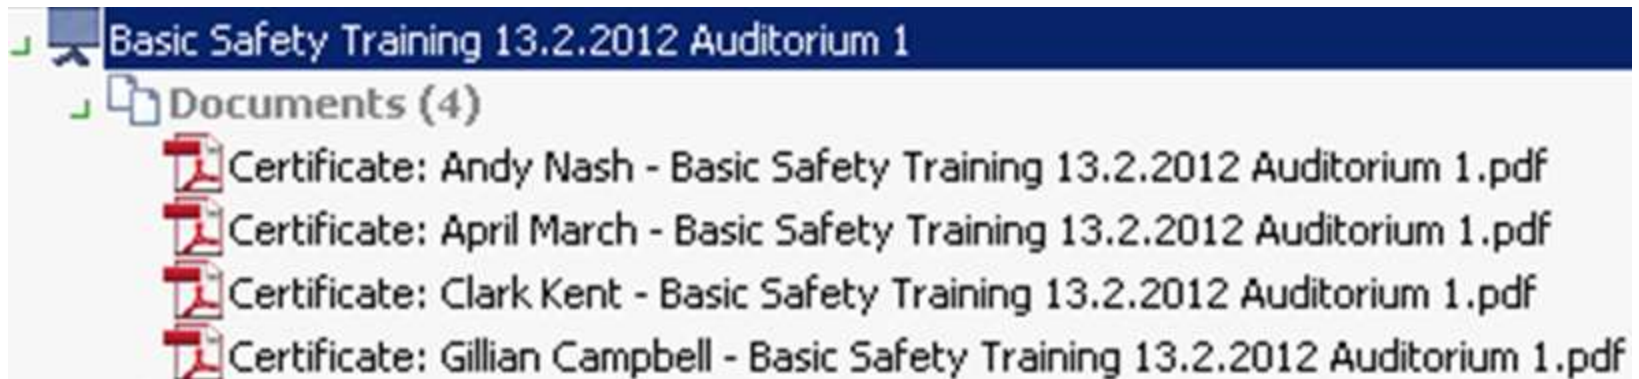 Basic Safety Training 13.2.2012 Auditorium 1
Documents (4)
Certificate: Andy Nash - Basic Safety Training 13.2.2012 Auditorium 1.pdf
Certificate: April March - Basic Safety Training 13.2.2012 Auditorium 1.pdf
Certificate: Clark Kent - Basic Safety Training 13.2.2012 Auditorium 1.pdf
Certificate: Gillian Campbell - Basic Safety Training 13.2.2012 Auditorium 1.pdf